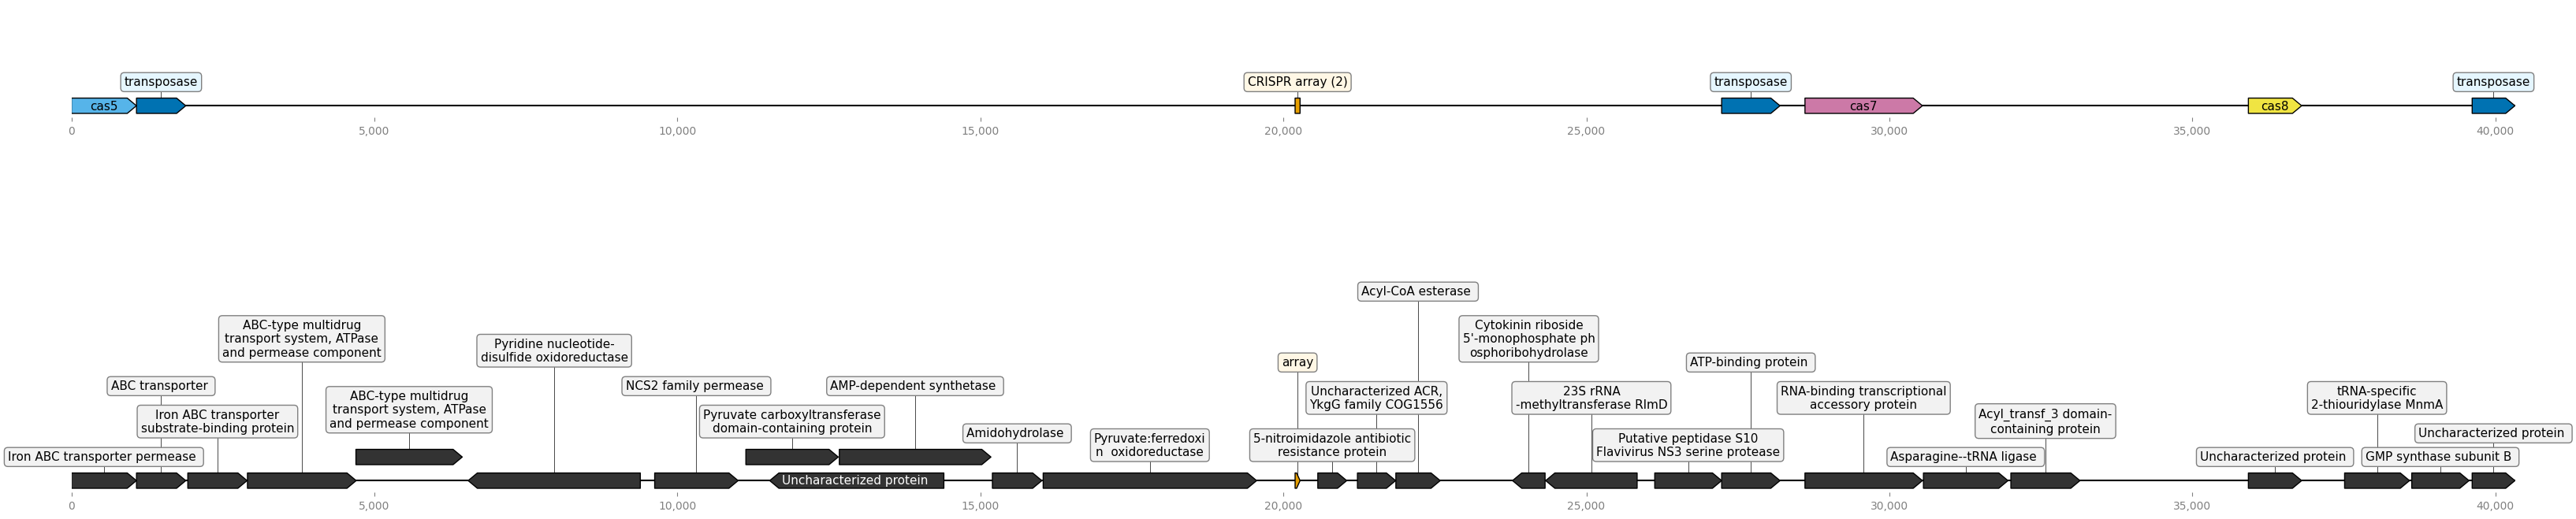 transposase
CRISPR array (2)
transposase
transposase
cas5
cas7
cas8
0
5,000
10,000
15,000
20,000
25,000
30,000
35,000
40,000
Acyl-CoA esterase
ABC-type multidrug
transport system, ATPase
and permease component
Cytokinin riboside
5'-monophosphate ph
osphoribohydrolase
Pyridine nucleotide-
disulfide oxidoreductase
array
ATP-binding protein
ABC transporter
NCS2 family permease
AMP-dependent synthetase
Uncharacterized ACR,
YkgG family COG1556
23S rRNA
-methyltransferase RlmD
RNA-binding transcriptional
accessory protein
tRNA-specific
2-thiouridylase MnmA
ABC-type multidrug
transport system, ATPase
and permease component
Iron ABC transporter
substrate-binding protein
Pyruvate carboxyltransferase
domain-containing protein
Acyl_transf_3 domain-
containing protein
Amidohydrolase
Uncharacterized protein
Pyruvate:ferredoxi
n  oxidoreductase
5-nitroimidazole antibiotic
resistance protein
Putative peptidase S10
Flavivirus NS3 serine protease
Iron ABC transporter permease
Asparagine--tRNA ligase
Uncharacterized protein
GMP synthase subunit B
Uncharacterized protein
0
5,000
10,000
15,000
20,000
25,000
30,000
35,000
40,000